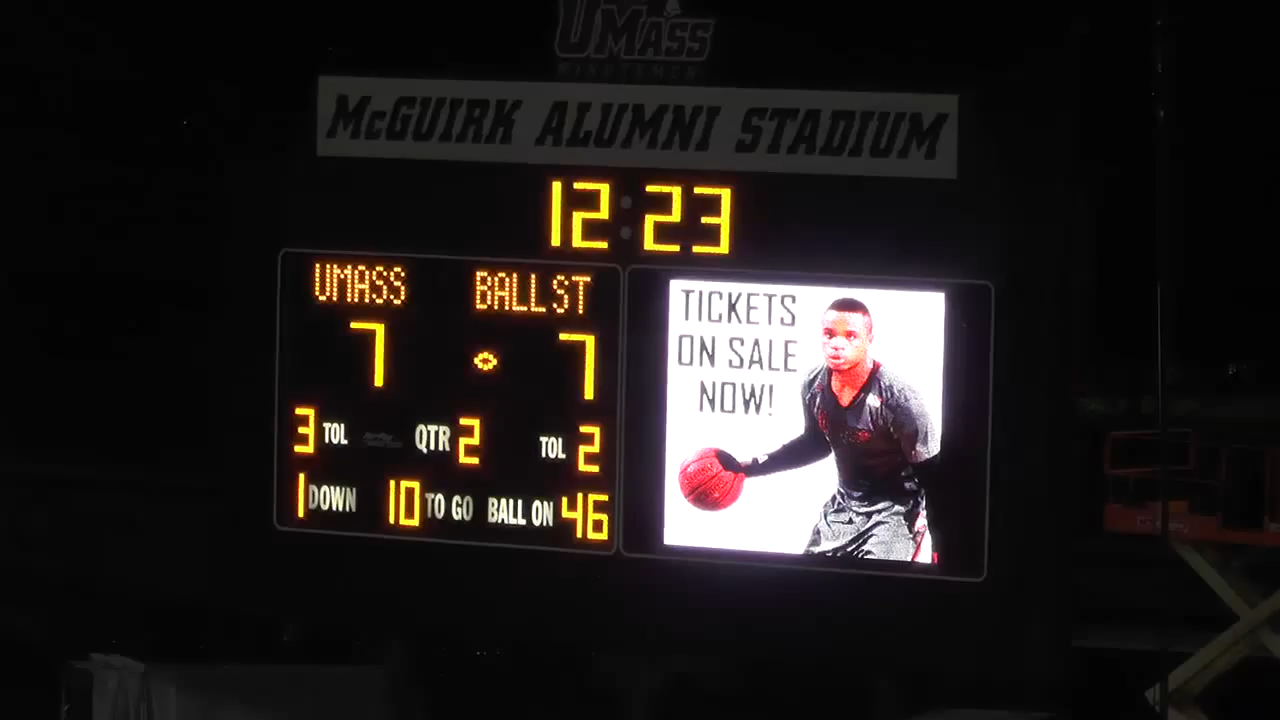 UMASS
MINUTEMEN
McGUIRK ALUMNI STADIUM
12:23
UMASS BALL ST
7 7
3 TOL QTR 2 TOL 2
1 DOWN 10 TO GO BALL ON 46
TICKETS
ON SALE
NOW!